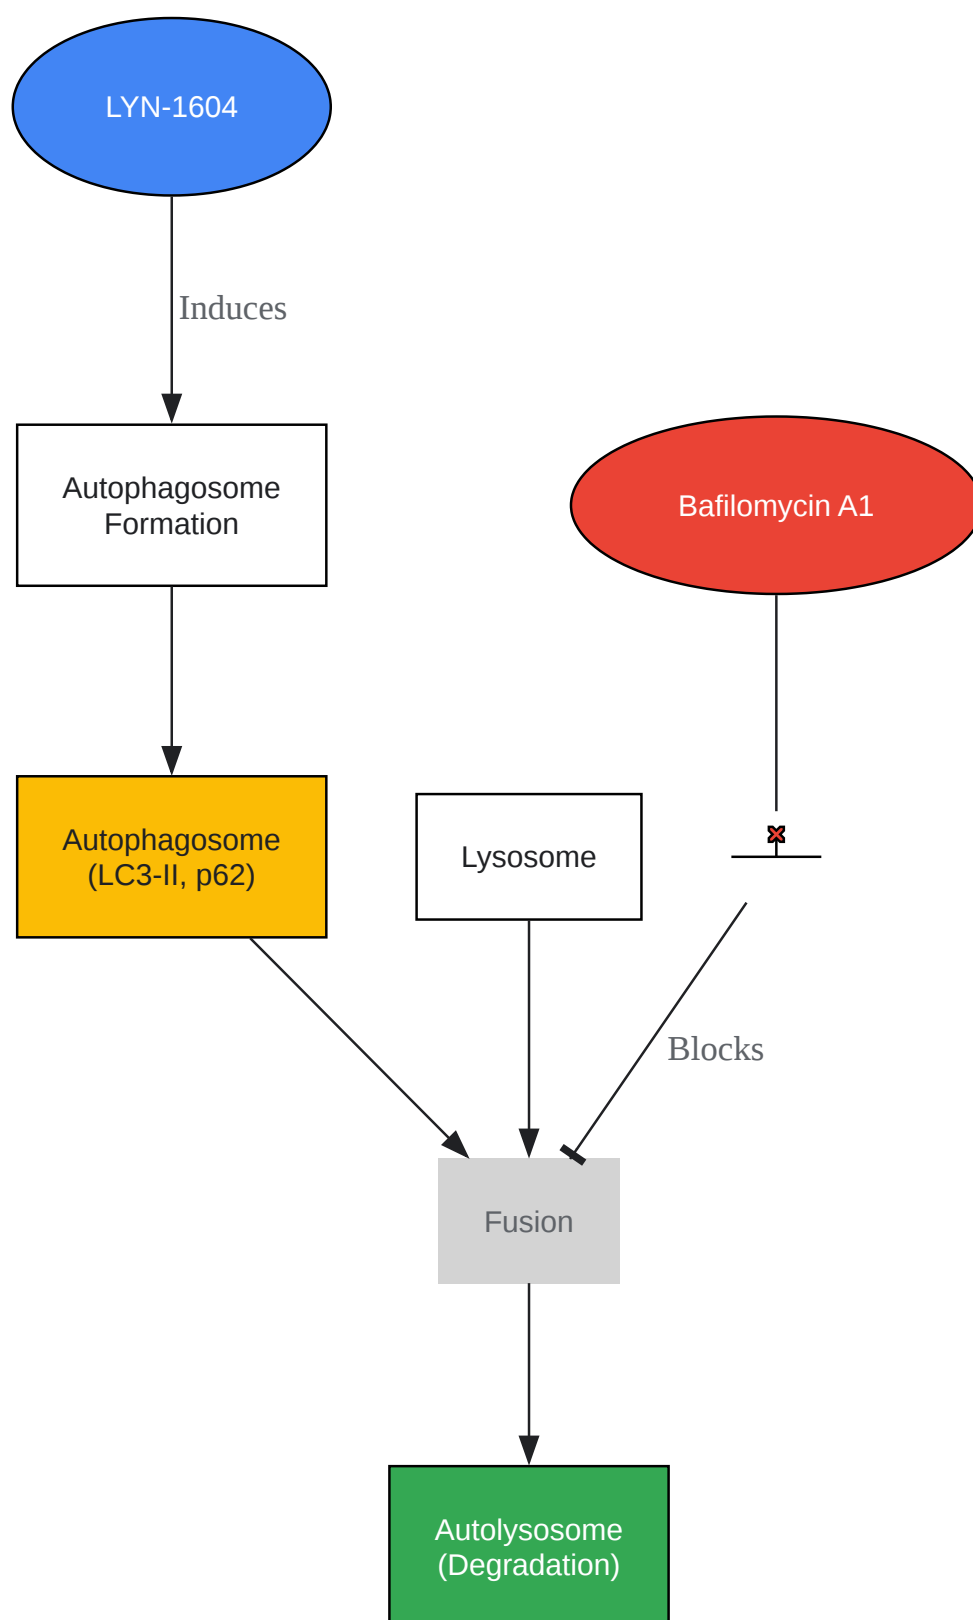 LYN-1604
Induces
Autophagosome
Formation
Bafilomycin A1
Autophagosome
(LC3-II, p62)
Lysosome
Blocks
Fusion
Autolysosome
(Degradation)